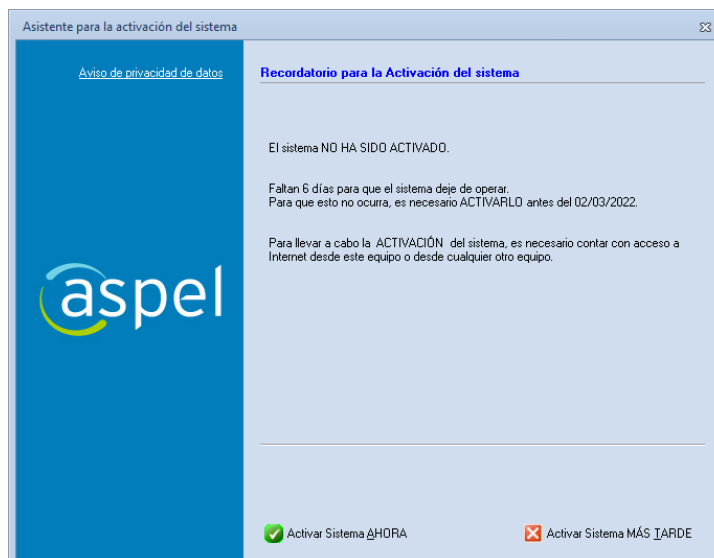 Asistente para la activación del sistema
Aviso de privacidad de datos
Recordatorio para la Activación del sistema
El sistema NO HA SIDO ACTIVADO.
Faltan 6 días para que el sistema deje de operar.
Para que esto no ocurra, es necesario ACTIVARLO antes del 02/03/2022.
Para llevar a cabo la ACTIVACIÓN del sistema, es necesario contar con acceso a
Internet desde este equipo o desde cualquier otro equipo.
aspel
Activar Sistema AHORA
Activar Sistema MÁS TARDE